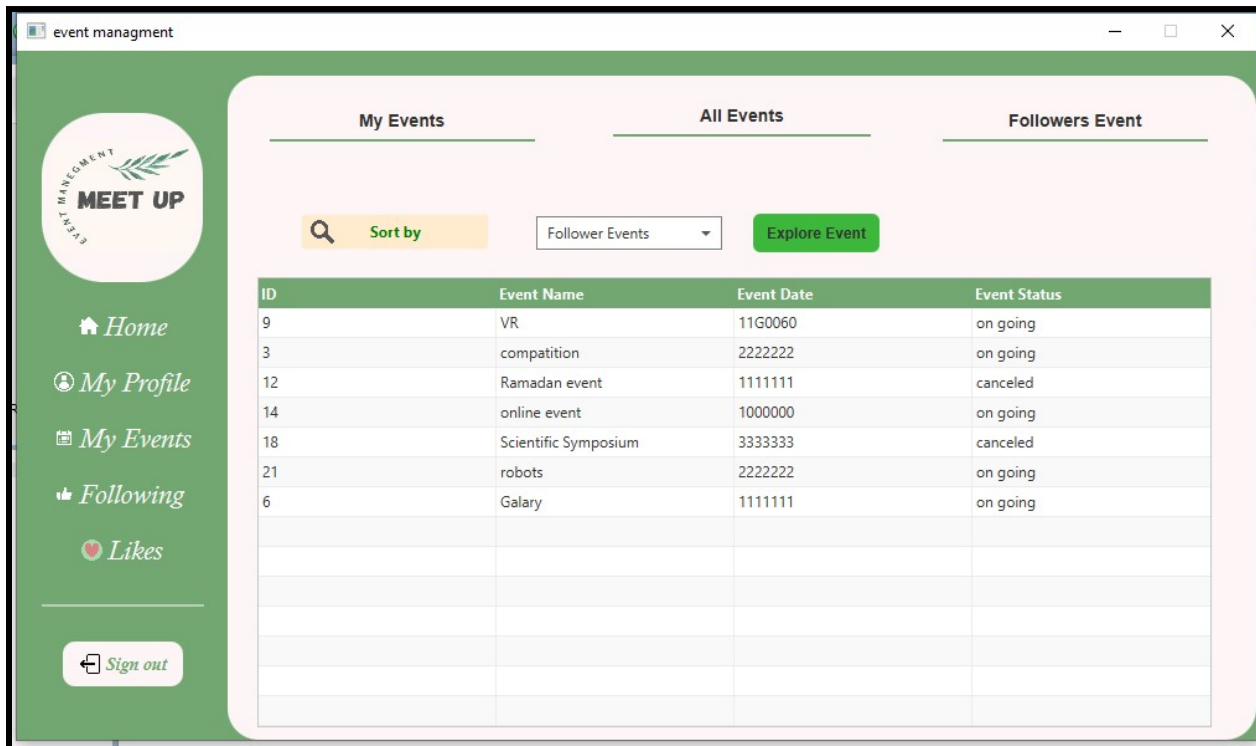 event managment
My Events
All Events
Followers Event
EVENT MANEGMENT
MEET UP
Sort by
Follower Events
Explore Event
ID Event Name Event Date Event Status
9 VR 11G0060 on going
3 compatition 2222222 on going
12 Ramadan event 1111111 canceled
14 online event 1000000 on going
18 Scientific Symposium 3333333 canceled
21 robots 2222222 on going
6 Galary 1111111 on going
Home
My Profile
My Events
Following
Likes
Sign out